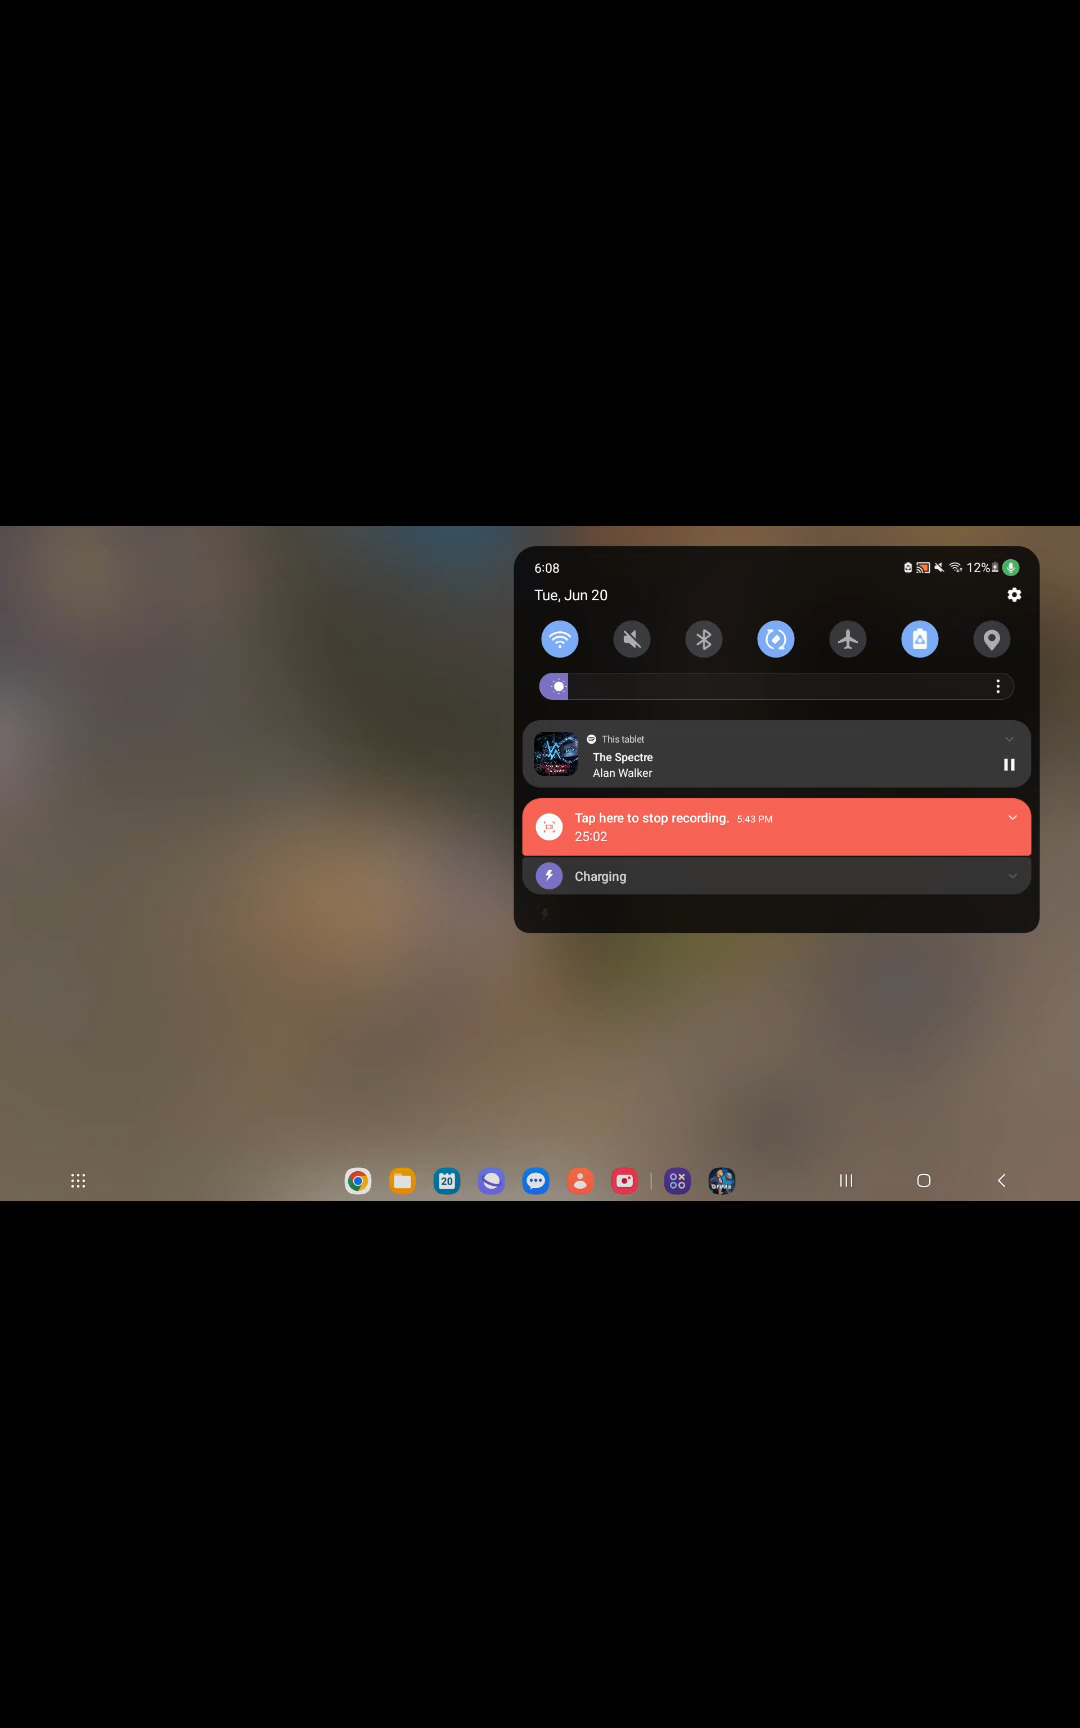 6:08
12%
Tue, Jun 20
This tablet
The Spectre
Alan Walker
Tap here to stop recording. 5:43 PM
25:02
Charging
20